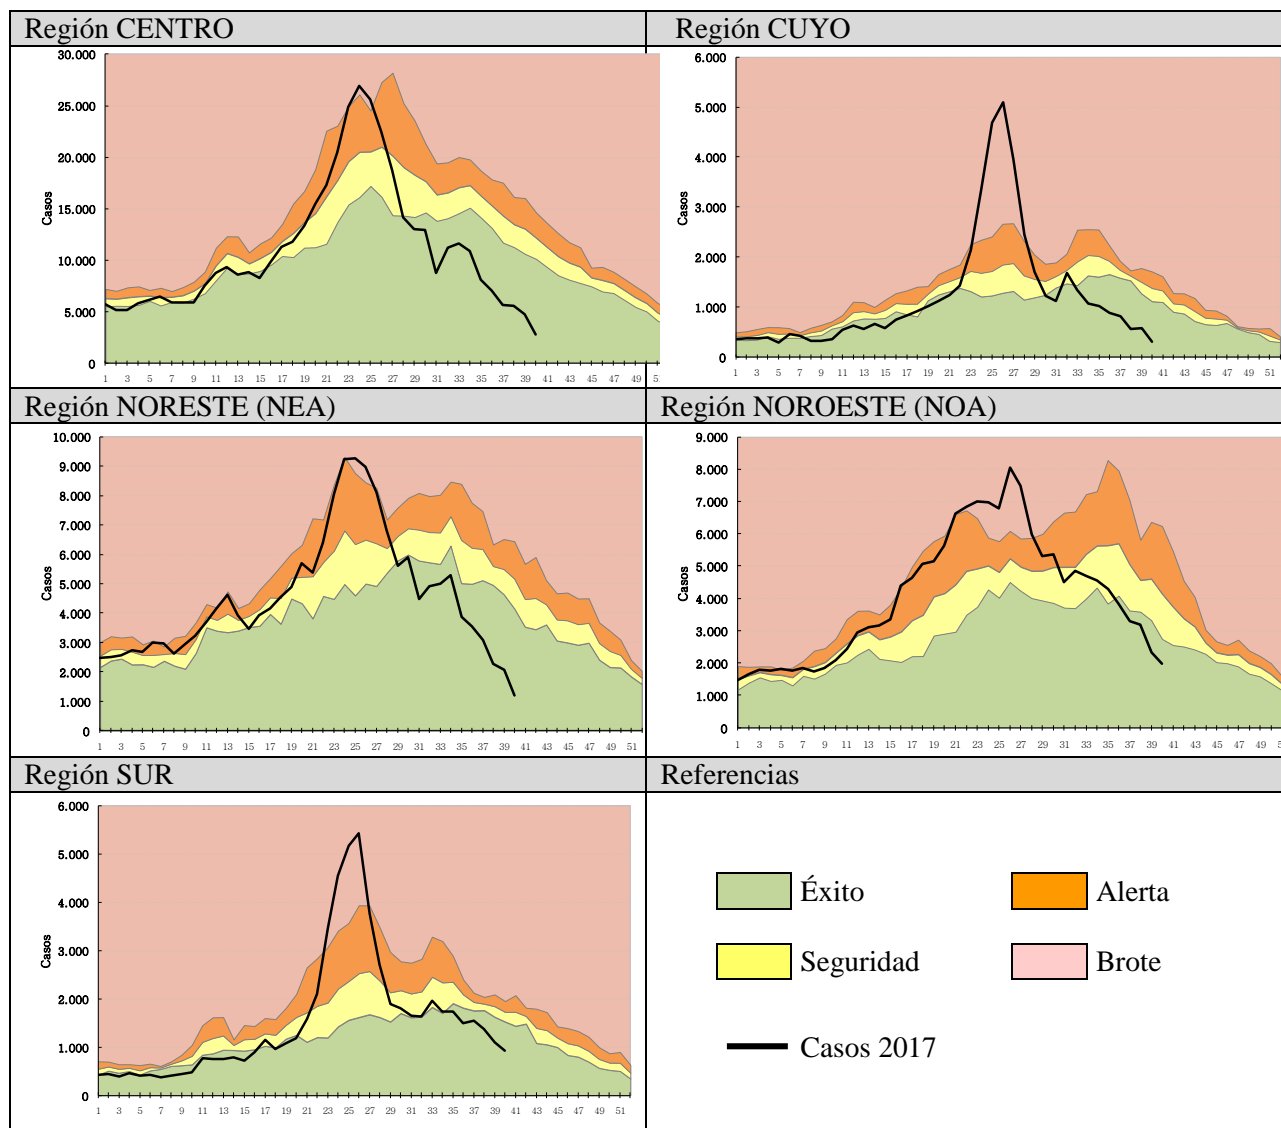 Región CENTRO
30.000
25.000
20.000
15.000
10.000
5.000
0
Casos
1 3 5 7 9 11 13 15 17 19 21 23 25 27 29 31 33 35 37 39 41 43 45 47 49 51
Región CUYO
6.000
5.000
4.000
3.000
2.000
1.000
0
Casos
1 3 5 7 9 11 13 15 17 19 21 23 25 27 29 31 33 35 37 39 41 43 45 47 49 51
Región NORESTE (NEA)
10.000
9.000
8.000
7.000
6.000
5.000
4.000
3.000
2.000
1.000
0
Casos
1 3 5 7 9 11 13 15 17 19 21 23 25 27 29 31 33 35 37 39 41 43 45 47 49 51
Región NOROESTE (NOA)
9.000
8.000
7.000
6.000
5.000
4.000
3.000
2.000
1.000
0
Casos
1 3 5 7 9 11 13 15 17 19 21 23 25 27 29 31 33 35 37 39 41 43 45 47 49
Región SUR
6.000
5.000
4.000
3.000
2.000
1.000
0
Casos
1 3 5 7 9 11 13 15 17 19 21 23 25 27 29 31 33 35 37 39 41 43 45 47 49 51
Referencias
Éxito
Alerta
Seguridad
Brote
Casos 2017